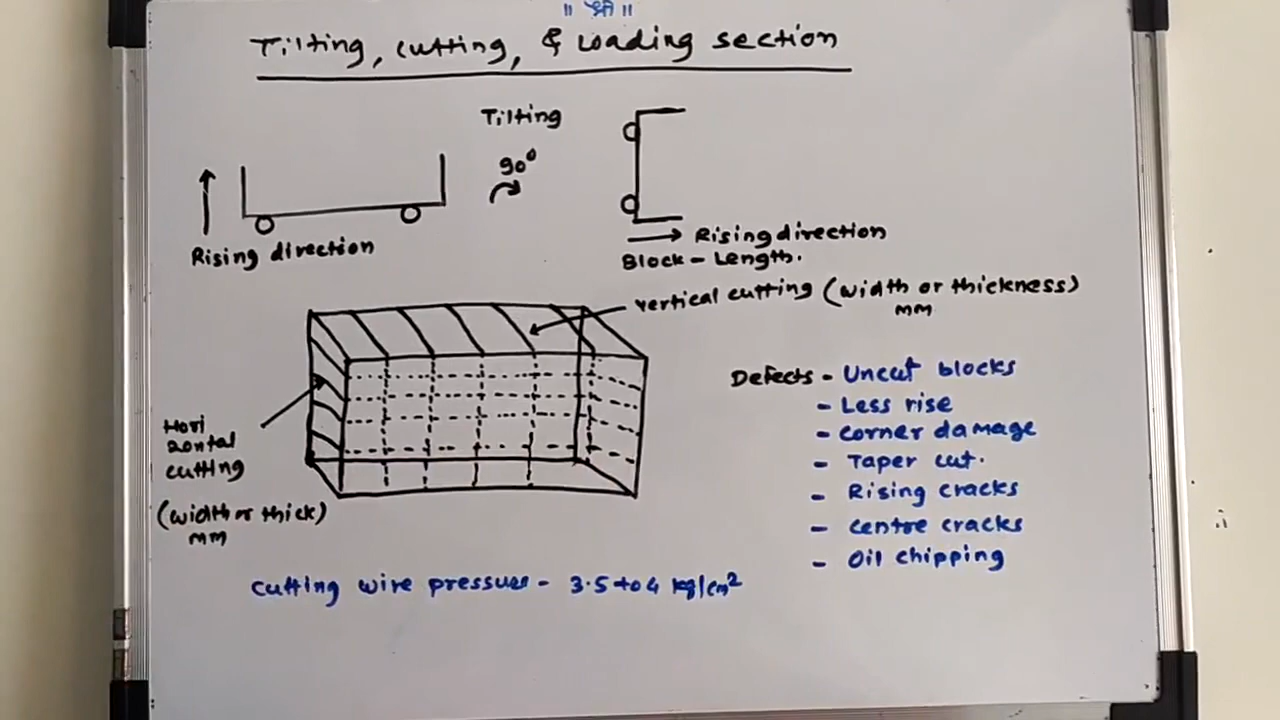 ॥ श्री ॥
Tilting, cutting, & Loading section
Tilting
90°
Rising direction
Rising direction
Block - Length.
vertical cutting (width or thickness)
mm
Hori
zontal
cutting
(width or thick)
mm
Defects - Uncut blocks
- Less rise
- corner damage
- Taper cut.
- Rising cracks
- centre cracks
- Oil chipping
cutting wire pressure - 3.5 to 4 kg/cm²